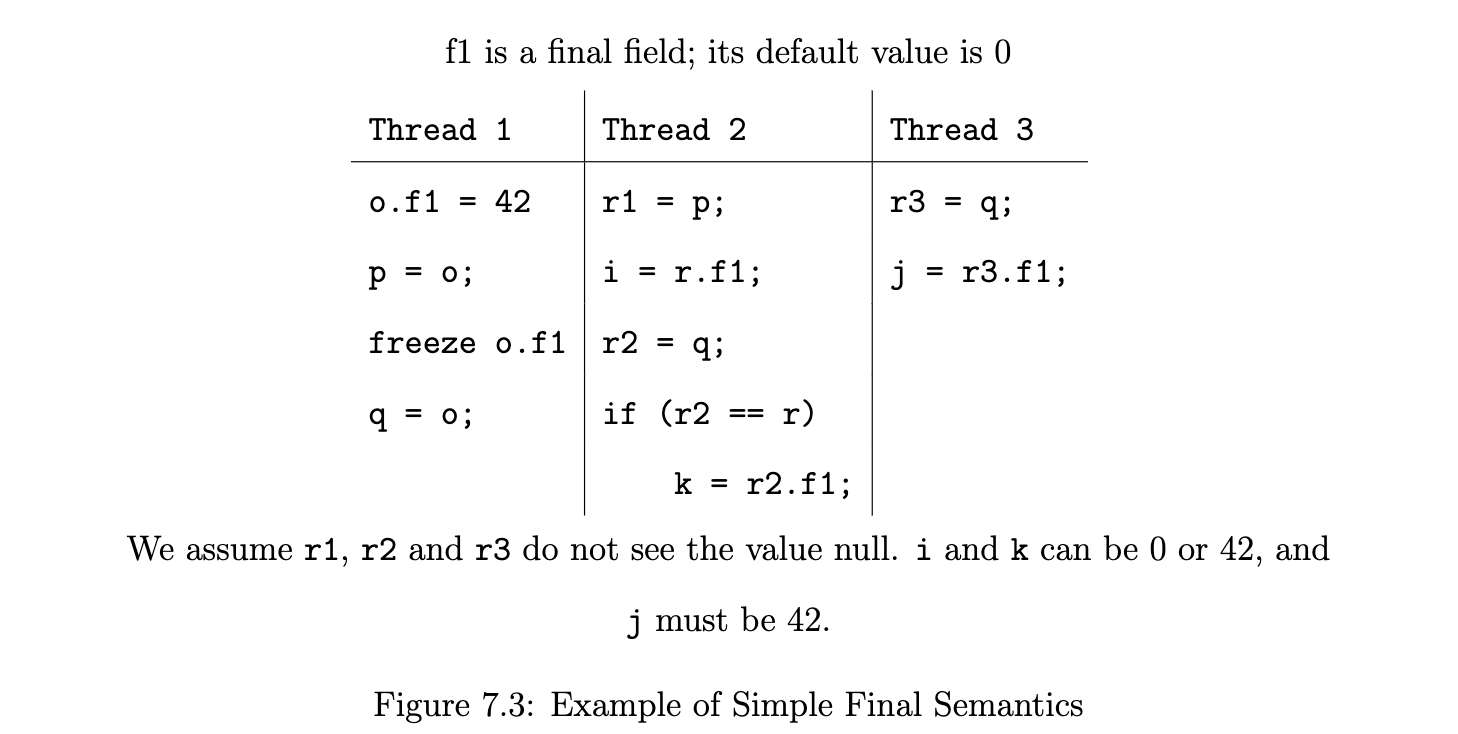 f1 is a final field; its default value is 0
Thread 1 Thread 2 Thread 3
o.f1 = 42 r1 = p; r3 = q;
p = o; i = r.f1; j = r3.f1;
freeze o.f1 r2 = q;
q = o; if (r2 == r)
k = r2.f1;
We assume r1, r2 and r3 do not see the value null. i and k can be 0 or 42, and
j must be 42.
Figure 7.3: Example of Simple Final Semantics